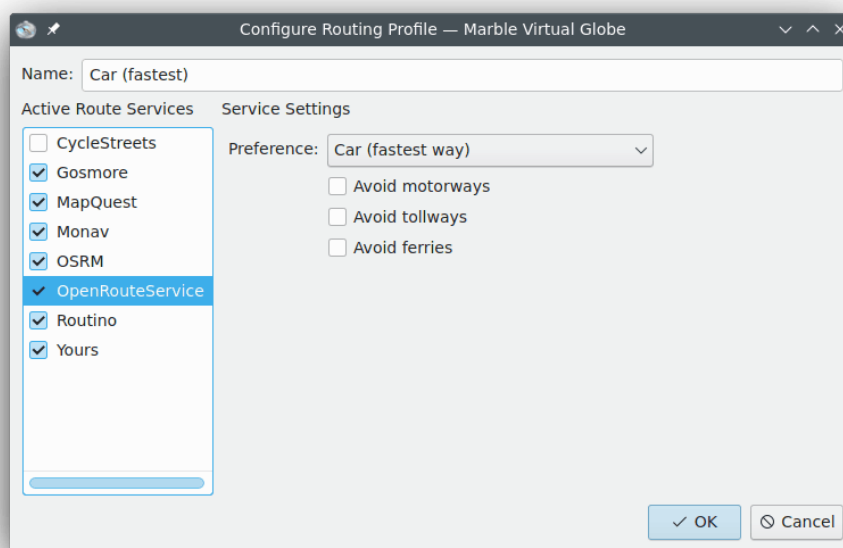 Configure Routing Profile — Marble Virtual Globe
Name: Car (fastest)
Active Route Services Service Settings
CycleStreets
Gosmore
MapQuest
Monav
OSRM
OpenRouteService
Routino
Yours
Preference: Car (fastest way)
Avoid motorways
Avoid tollways
Avoid ferries
OK Cancel